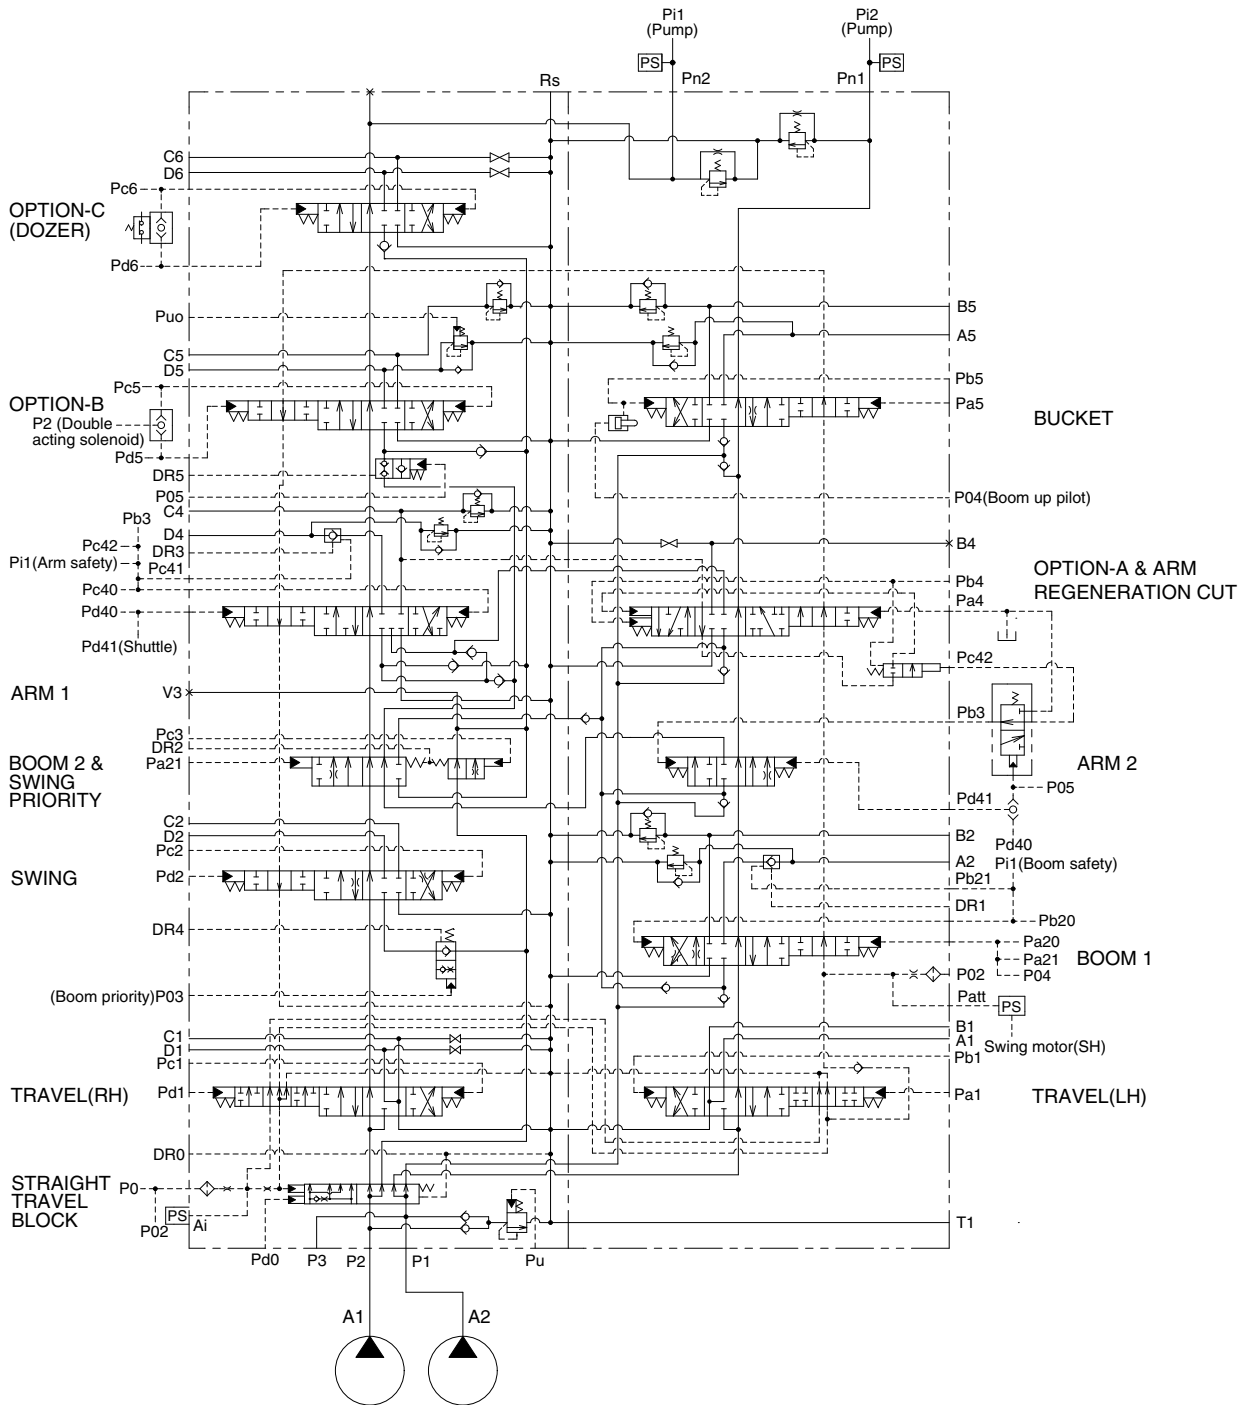 Pi1
(Pump)
Pi2
(Pump)
PS
PS
Rs
Pn2
Pn1
C6
D6
Pc6
OPTION-C
(DOZER)
Pd6
Puo
C5
D5
Pc5
OPTION-B
P2 (Double
acting solenoid)
Pd5
DR5
P05
C4
Pb3
D4
Pc42
DR3
Pi1(Arm safety)
Pc41
Pc40
Pd40
Pd41(Shuttle)
ARM 1
V3
Pc3
DR2
BOOM 2 &
SWING
PRIORITY
Pa21
C2
D2
Pc2
SWING
Pd2
DR4
(Boom priority)P03
C1
D1
Pc1
TRAVEL(RH)
Pd1
DR0
STRAIGHT
TRAVEL
BLOCK
P0
P02
PS
Ai
Pd0
P3
P2
P1
Pu
A1
A2
B5
A5
Pb5
Pa5
BUCKET
P04(Boom up pilot)
B4
OPTION-A & ARM
REGENERATION CUT
Pb4
Pa4
Pc42
Pb3
ARM 2
P05
Pd41
Pd40
B2
A2
Pi1(Boom safety)
Pb21
DR1
Pb20
Pa20
Pa21
P04
BOOM 1
P02
Patt
PS
B1
A1
Swing motor(SH)
Pb1
Pa1
TRAVEL(LH)
T1